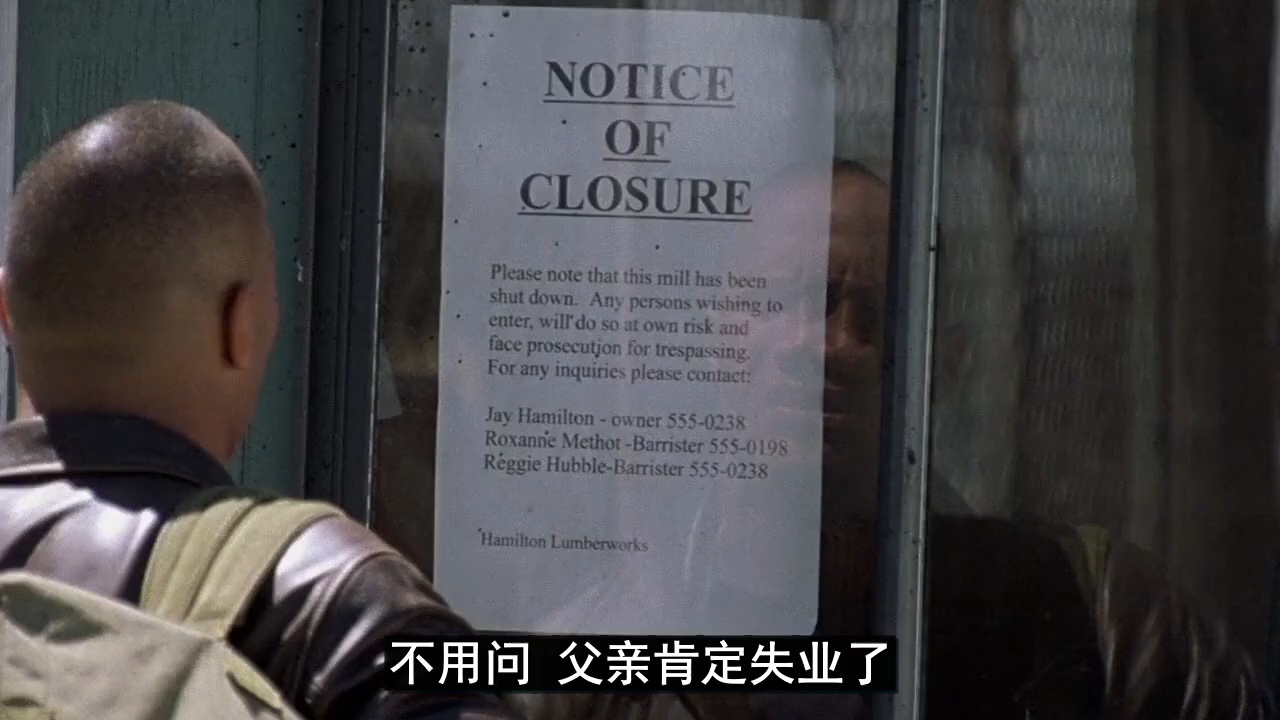 NOTICE
OF
CLOSURE
Please note that this mill has been
shut down. Any persons wishing to
enter, will do so at own risk and
face prosecution for trespassing.
For any inquiries please contact:
Jay Hamilton - owner 555-0238
Roxanne Methot -Barrister 555-0198
Reggie Hubble-Barrister 555-0238
Hamilton Lumberworks
不用问 父亲肯定失业了